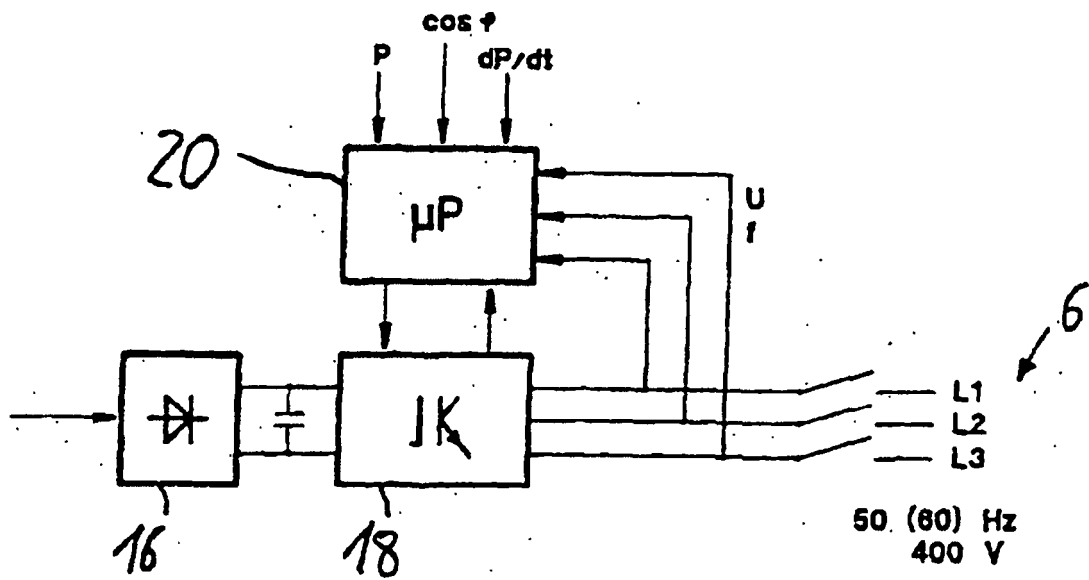 cos φ
P
dP/dt
20
μP
U
f
6
L1
L2
L3
16
18
50 (60) Hz
400 V